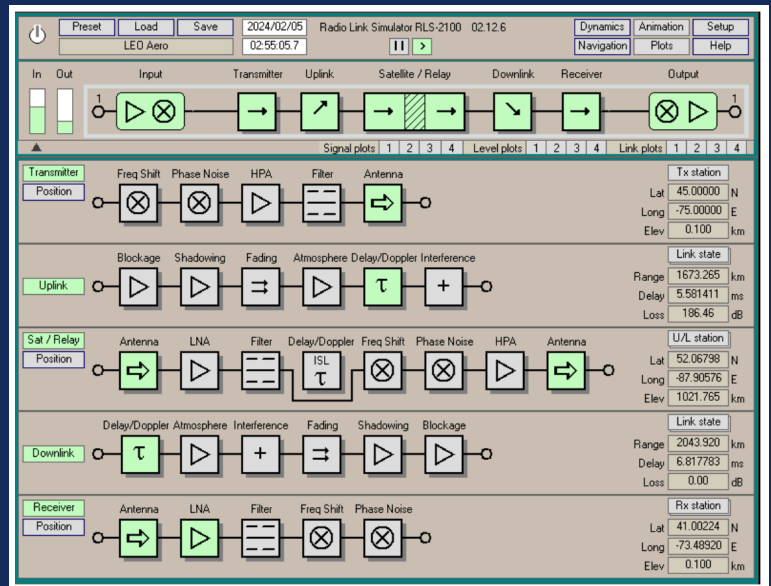 Preset Load Save 2024/02/05 Radio Link Simulator RLS-2100 02.12.6 Dynamics Animation Setup
LEO Aero 02:55:05.7 Navigation Plots Help
In Out Input Transmitter Uplink Satellite / Relay Downlink Receiver Output
1 1
Signal plots 1 2 3 4 Level plots 1 2 3 4 Link plots 1 2 3 4
Transmitter Freq Shift Phase Noise HPA Filter Antenna Tx station
Position Lat 45.00000 N
Long -75.00000 E
Elev 0.100 km
Blockage Shadowing Fading Atmosphere Delay/Doppler Interference Link state
Range 1673.265 km
Uplink τ + Delay 5.581411 ms
Loss 186.46 dB
Sat / Relay Antenna LNA Filter Delay/Doppler Freq Shift Phase Noise HPA Antenna U/L station
Position ISL Lat 52.06798 N
τ Long -87.90576 E
Elev 1021.765 km
Delay/Doppler Atmosphere Interference Fading Shadowing Blockage Link state
Range 2043.920 km
Downlink τ + Delay 6.817783 ms
Loss 0.00 dB
Receiver Antenna LNA Filter Freq Shift Phase Noise Rx station
Position Lat 41.00224 N
Long -73.48920 E
Elev 0.100 km